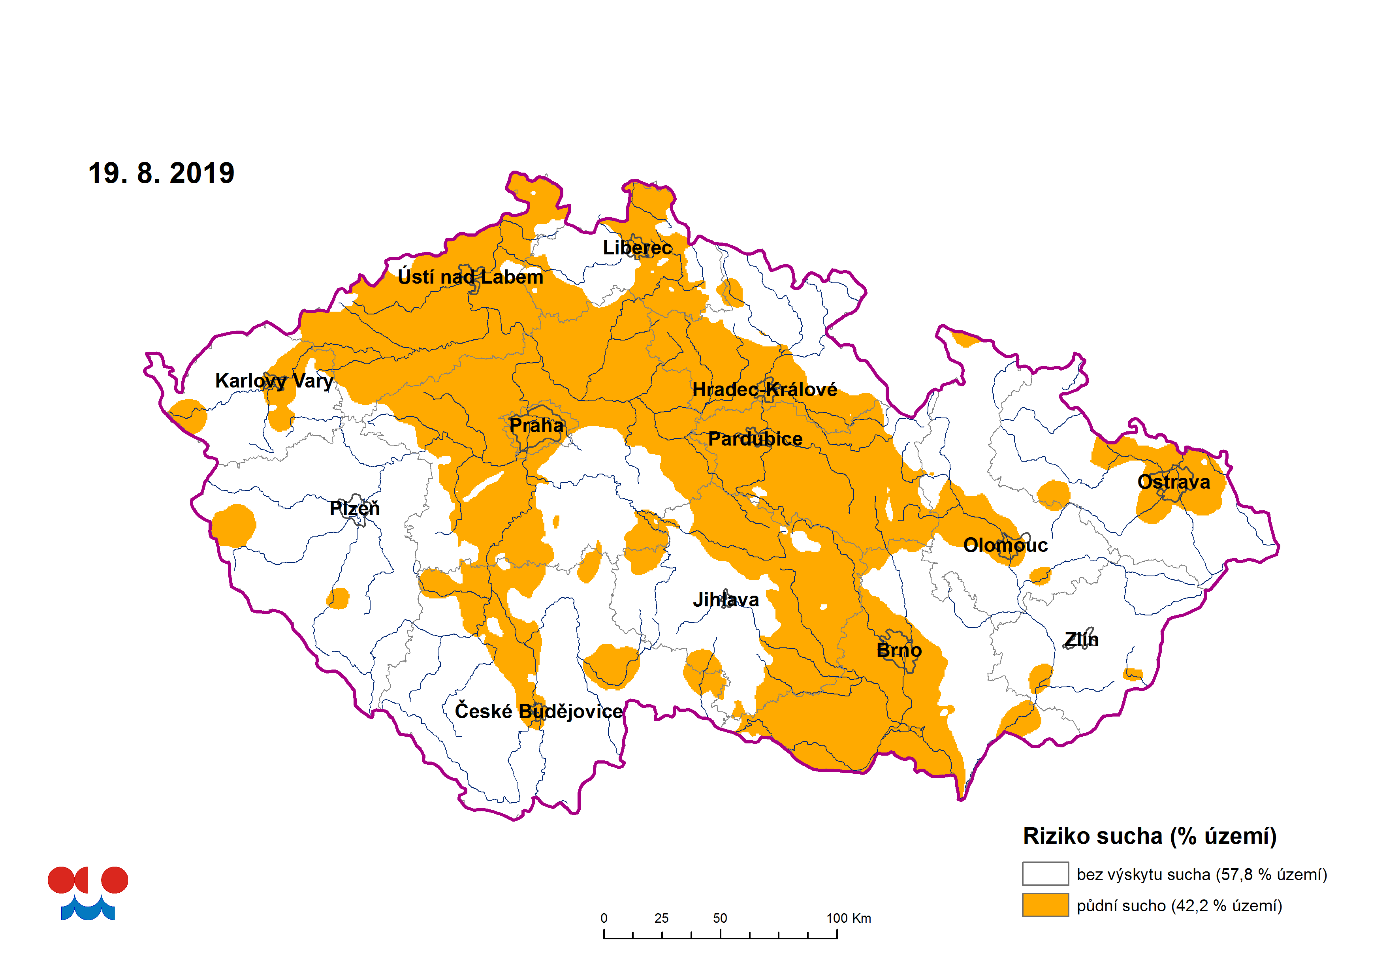 19. 8. 2019
Liberec
Ústí nad Labem
Karlovy Vary
Hradec Králové
Praha
Pardubice
Ostrava
Plzeň
Olomouc
Jihlava
Zlín
Brno
České Budějovice
Riziko sucha (% území)
bez výskytu sucha (57,8 % území)
půdní sucho (42,2 % území)
0 25 50 100 Km